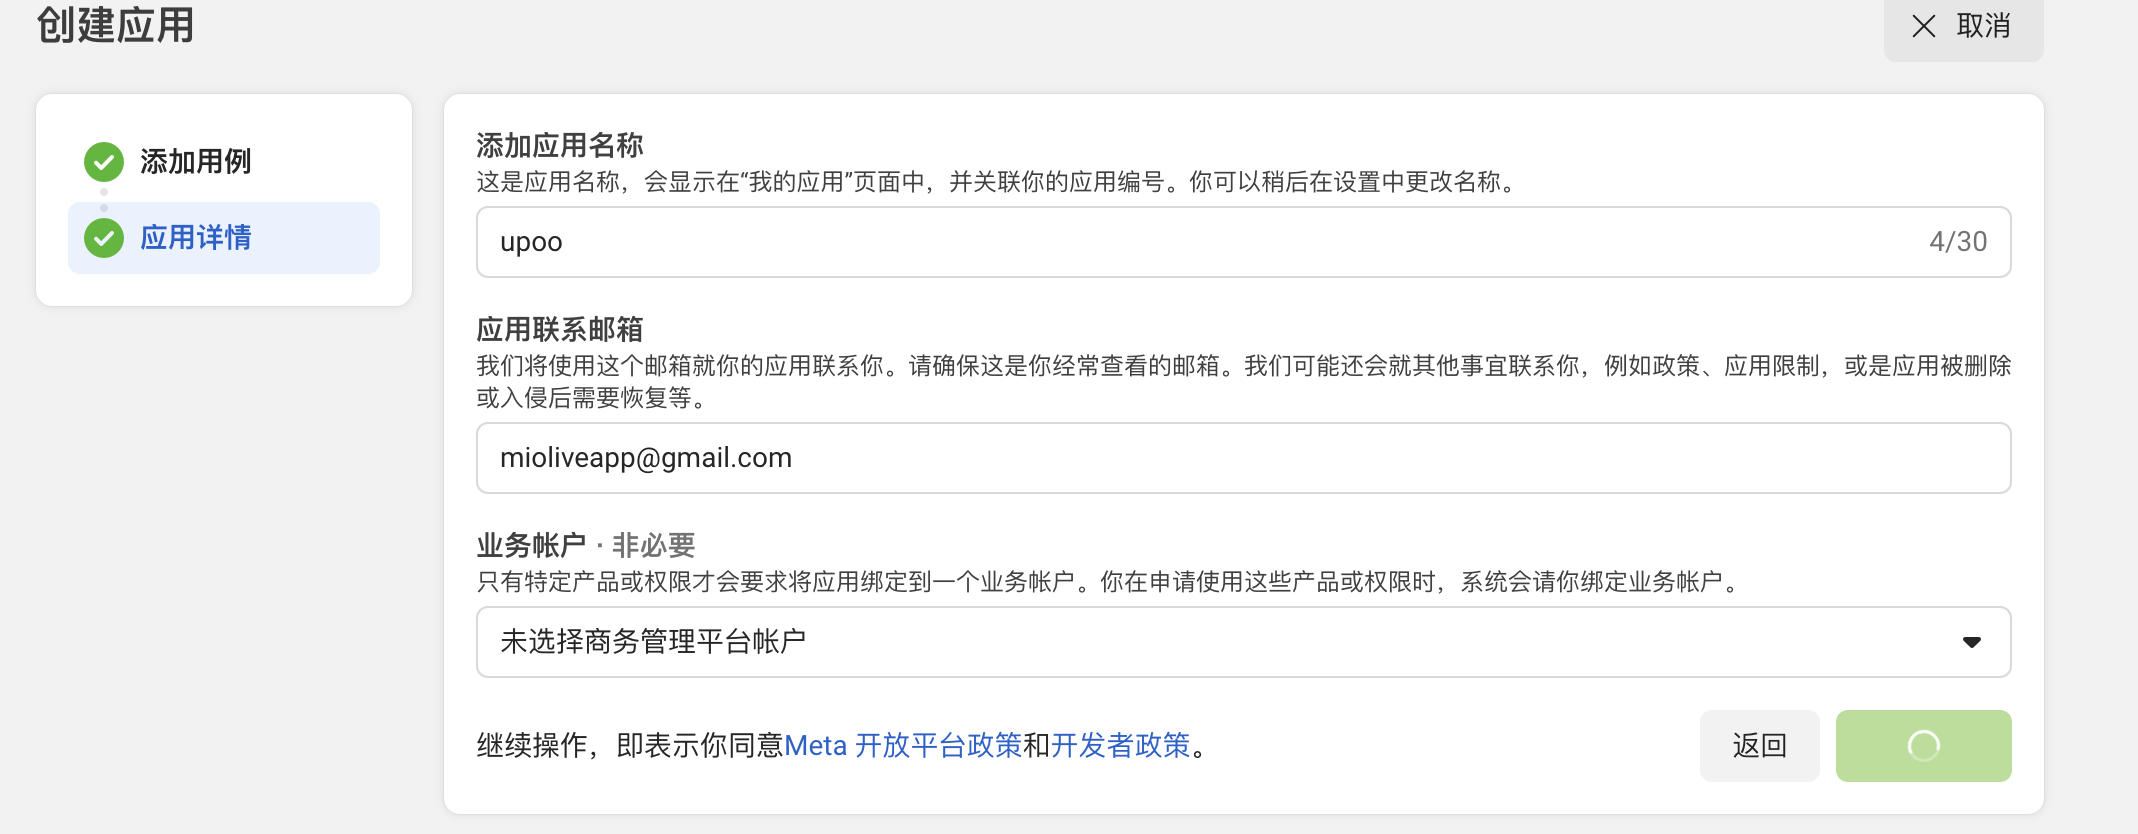 创建应用
取消
添加用例
应用详情
添加应用名称
这是应用名称，会显示在“我的应用”页面中，并关联你的应用编号。你可以稍后在设置中更改名称。
upoo
4/30
应用联系邮箱
我们将使用这个邮箱就你的应用联系你。请确保这是你经常查看的邮箱。我们可能还会就其他事宜联系你，例如政策、应用限制，或是应用被删除
或入侵后需要恢复等。
mioliveapp@gmail.com
业务帐户 · 非必要
只有特定产品或权限才会要求将应用绑定到一个业务帐户。你在申请使用这些产品或权限时，系统会请你绑定业务帐户。
未选择商务管理平台帐户
继续操作，即表示你同意Meta 开放平台政策和开发者政策。
返回